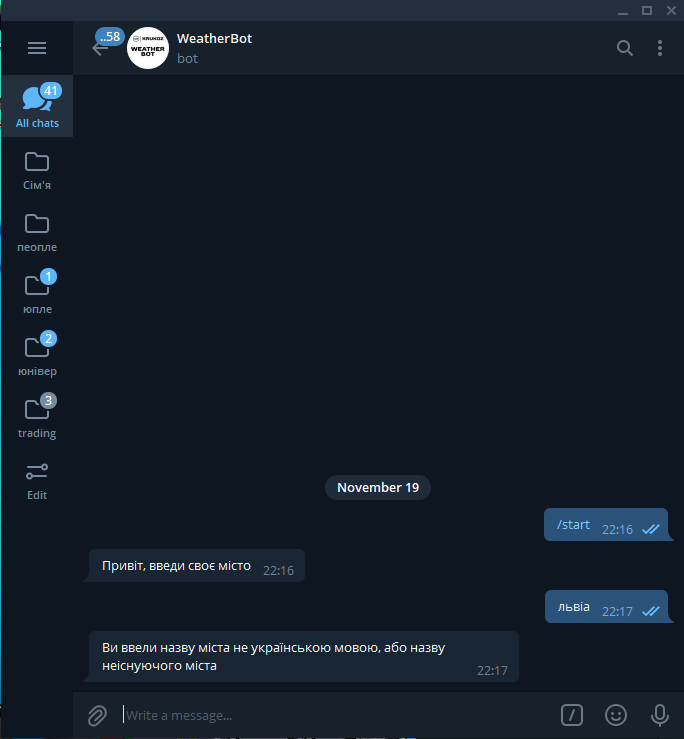 ..58
KRUKOZ
WEATHER
BOT
WeatherBot
bot
41
All chats
Сім'я
пеопле
1
юпле
2
юнівер
3
trading
Edit
November 19
/start 22:16
Привіт, введи своє місто 22:16
львіа 22:17
Ви ввели назву міста не українською мовою, або назву
неіснуючого міста 22:17
Write a message...